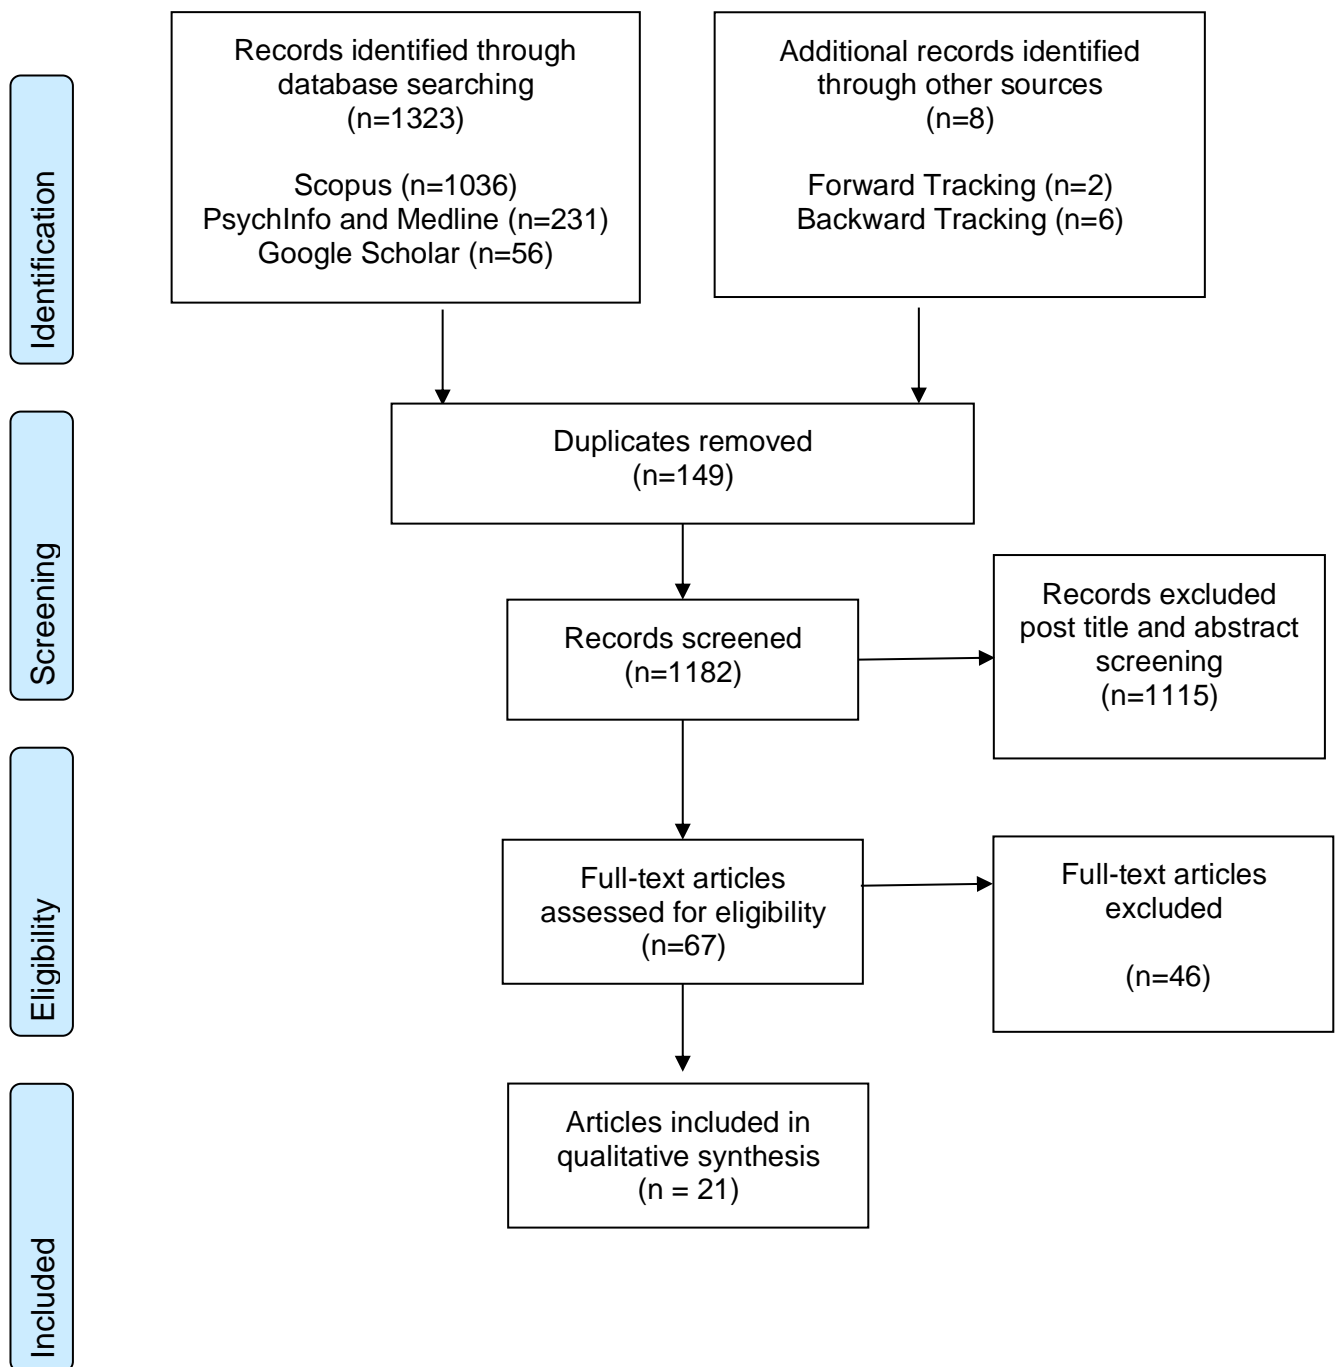 Identification
Records identified through
database searching
(n=1323)
Scopus (n=1036)
PsychInfo and Medline (n=231)
Google Scholar (n=56)
Additional records identified
through other sources
(n=8)
Forward Tracking (n=2)
Backward Tracking (n=6)
Screening
Duplicates removed
(n=149)
Records screened
(n=1182)
Records excluded
post title and abstract
screening
(n=1115)
Eligibility
Full-text articles
assessed for eligibility
(n=67)
Full-text articles
excluded
(n=46)
Included
Articles included in
qualitative synthesis
(n = 21)